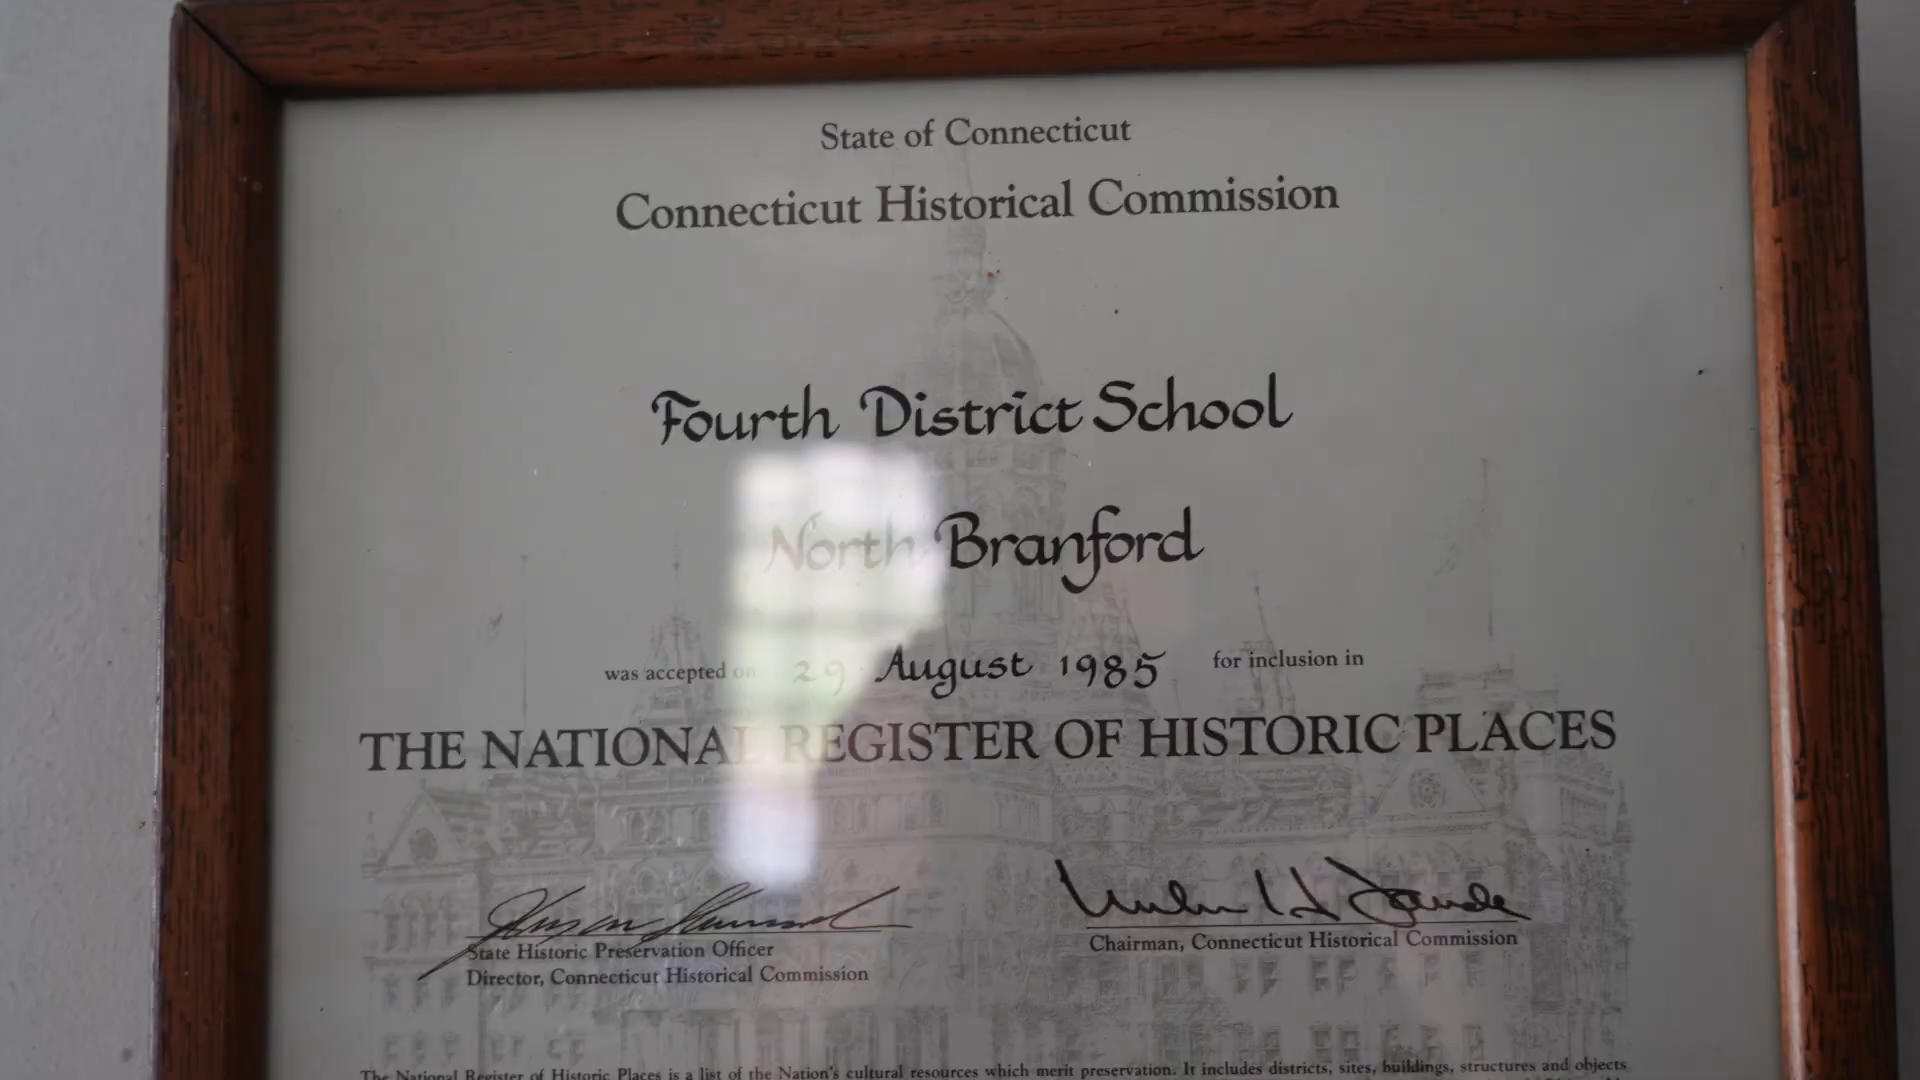 State of Connecticut
Connecticut Historical Commission
Fourth District School
North Branford
was accepted on 29 August 1985 for inclusion in
THE NATIONAL REGISTER OF HISTORIC PLACES
State Historic Preservation Officer
Director, Connecticut Historical Commission
Chairman, Connecticut Historical Commission
The National Register of Historic Places is a list of the Nation's cultural resources which merit preservation. It includes districts, sites, buildings, structures and objects